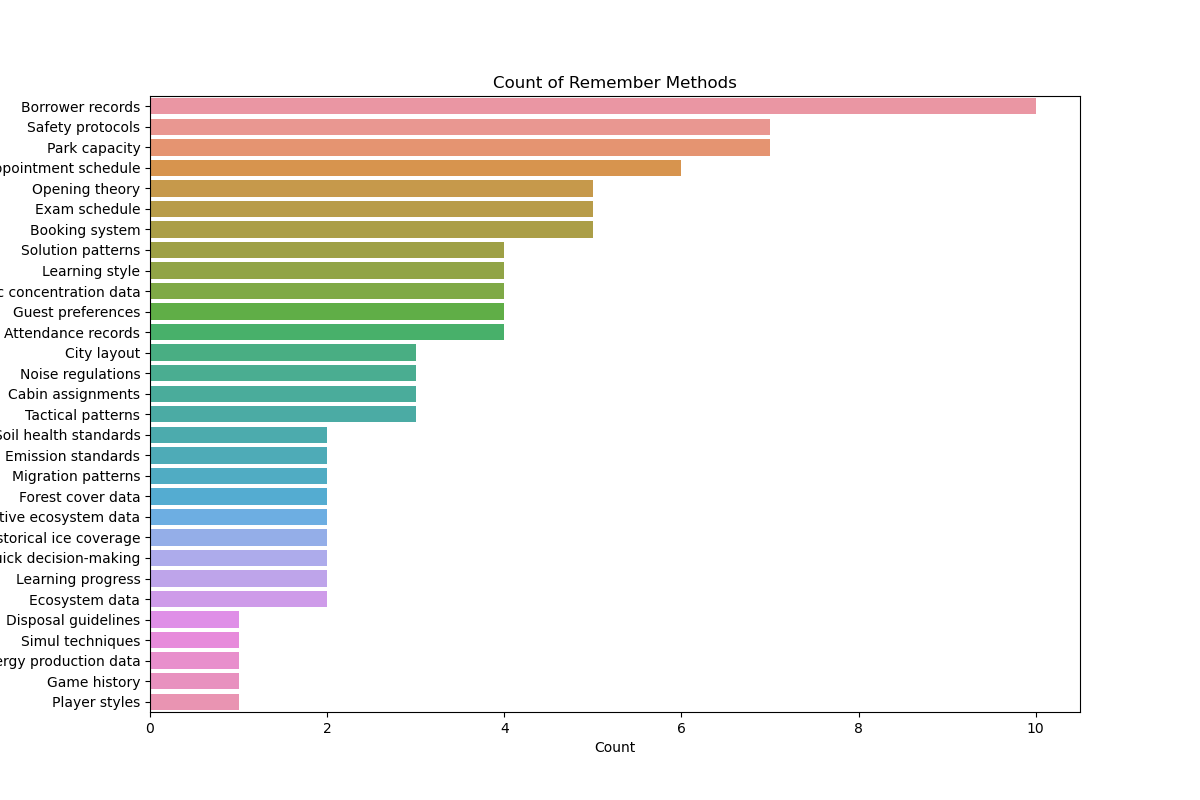 Count of Remember Methods
Borrower records
Safety protocols
Park capacity
ppointment schedule
Opening theory
Exam schedule
Booking system
Solution patterns
Learning style
c concentration data
Guest preferences
Attendance records
City layout
Noise regulations
Cabin assignments
Tactical patterns
Soil health standards
Emission standards
Migration patterns
Forest cover data
tive ecosystem data
storical ice coverage
uick decision-making
Learning progress
Ecosystem data
Disposal guidelines
Simul techniques
ergy production data
Game history
Player styles
0 2 4 6 8 10
Count